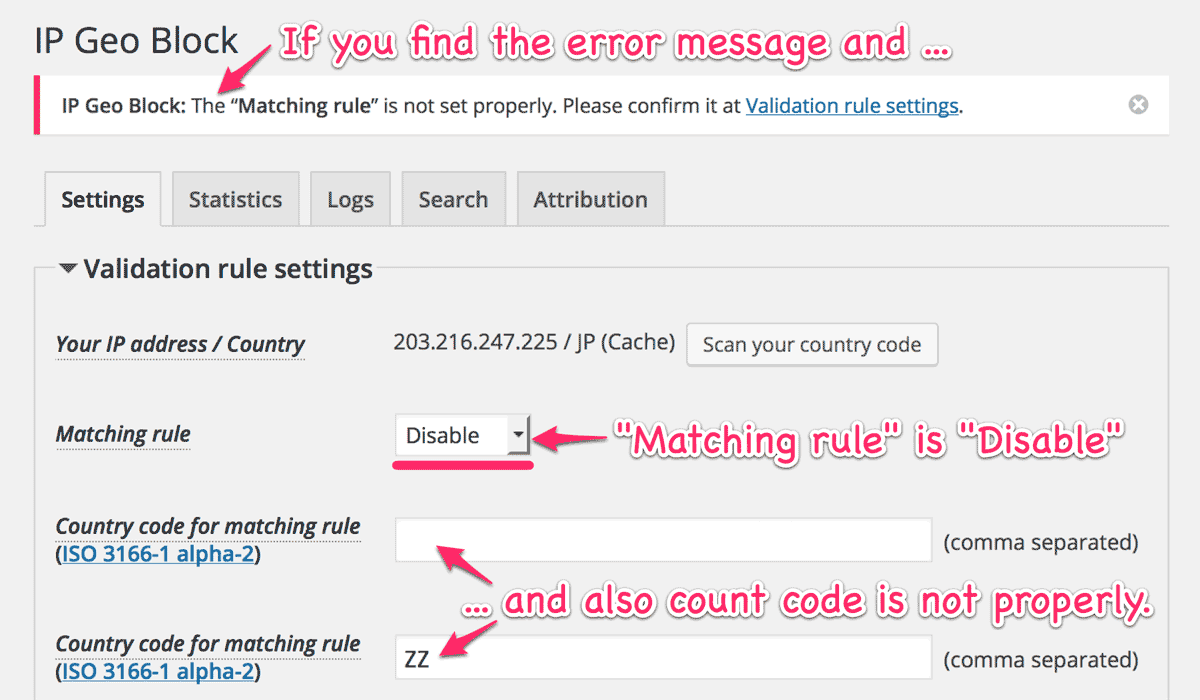 IP Geo Block
If you find the error message and ...
IP Geo Block: The “Matching rule” is not set properly. Please confirm it at Validation rule settings.
Settings
Statistics
Logs
Search
Attribution
Validation rule settings
Your IP address / Country
203.216.247.225 / JP (Cache)
Scan your country code
Matching rule
Disable
"Matching rule" is "Disable"
Country code for matching rule
(ISO 3166-1 alpha-2)
(comma separated)
... and also count code is not properly.
Country code for matching rule
(ISO 3166-1 alpha-2)
ZZ
(comma separated)